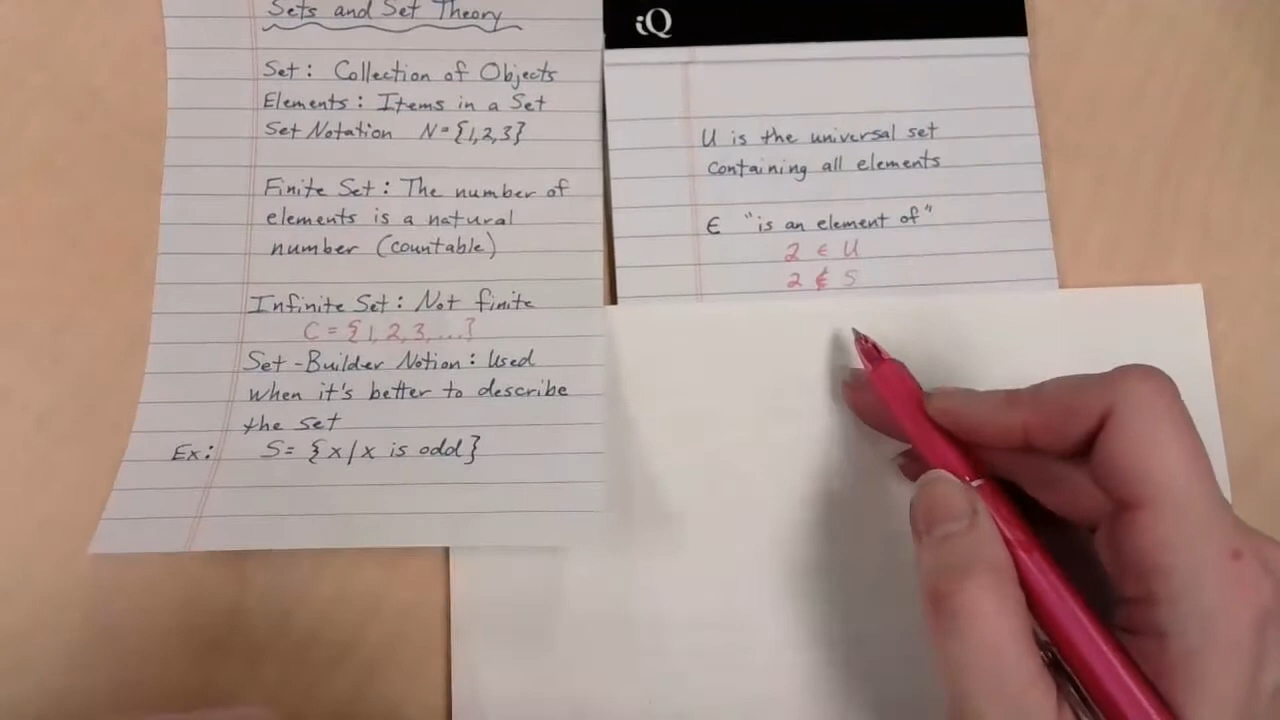 Sets and Set Theory
Set: Collection of Objects
Elements: Items in a Set
Set Notation N={1,2,3}
Finite Set: The number of
elements is a natural
number (countable)
Infinite Set: Not finite
C={1,2,3,...}
Set-Builder Notion: Used
when it's better to describe
the set
Ex: S={x/x is odd}
iQ
U is the universal set
containing all elements
∈ "is an element of"
2 ∈ U
2 ∉ S